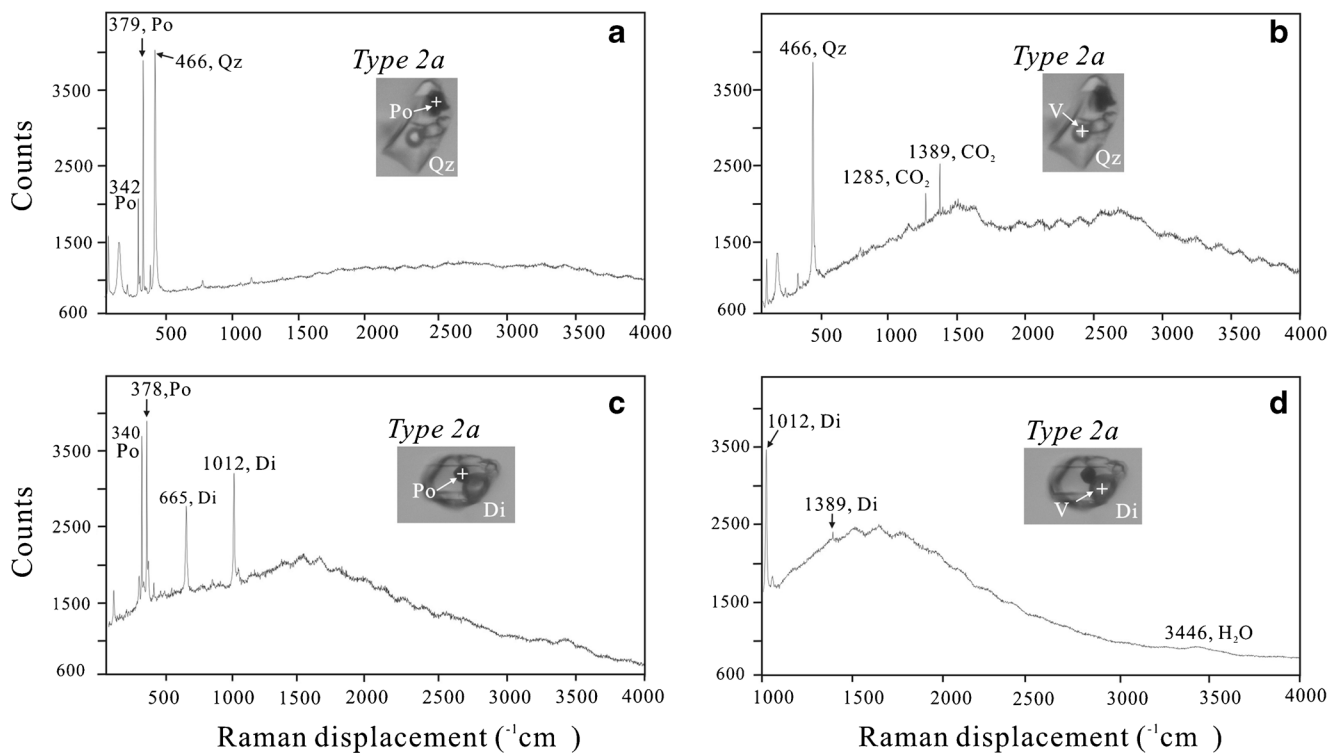 379, Po
a
466, Qz
Type 2a
Po
Qz
342
Po
Counts
3500
2500
1500
600
500
1000
1500
2000
2500
3000
3500
4000
b
466, Qz
Type 2a
V
Qz
1389, CO₂
1285, CO₂
3500
2500
1500
600
500
1000
1500
2000
2500
3000
3500
4000
c
378,Po
340
Po
Type 2a
1012, Di
665, Di
Po
Di
Counts
3500
2500
1500
600
500
1000
1500
2000
2500
3000
3500
4000
Raman displacement (⁻¹cm )
d
1012, Di
Type 2a
1389, Di
V
Di
3446, H₂O
3500
2500
1500
600
1000
1500
2000
2500
3000
3500
4000
Raman displacement (⁻¹cm )